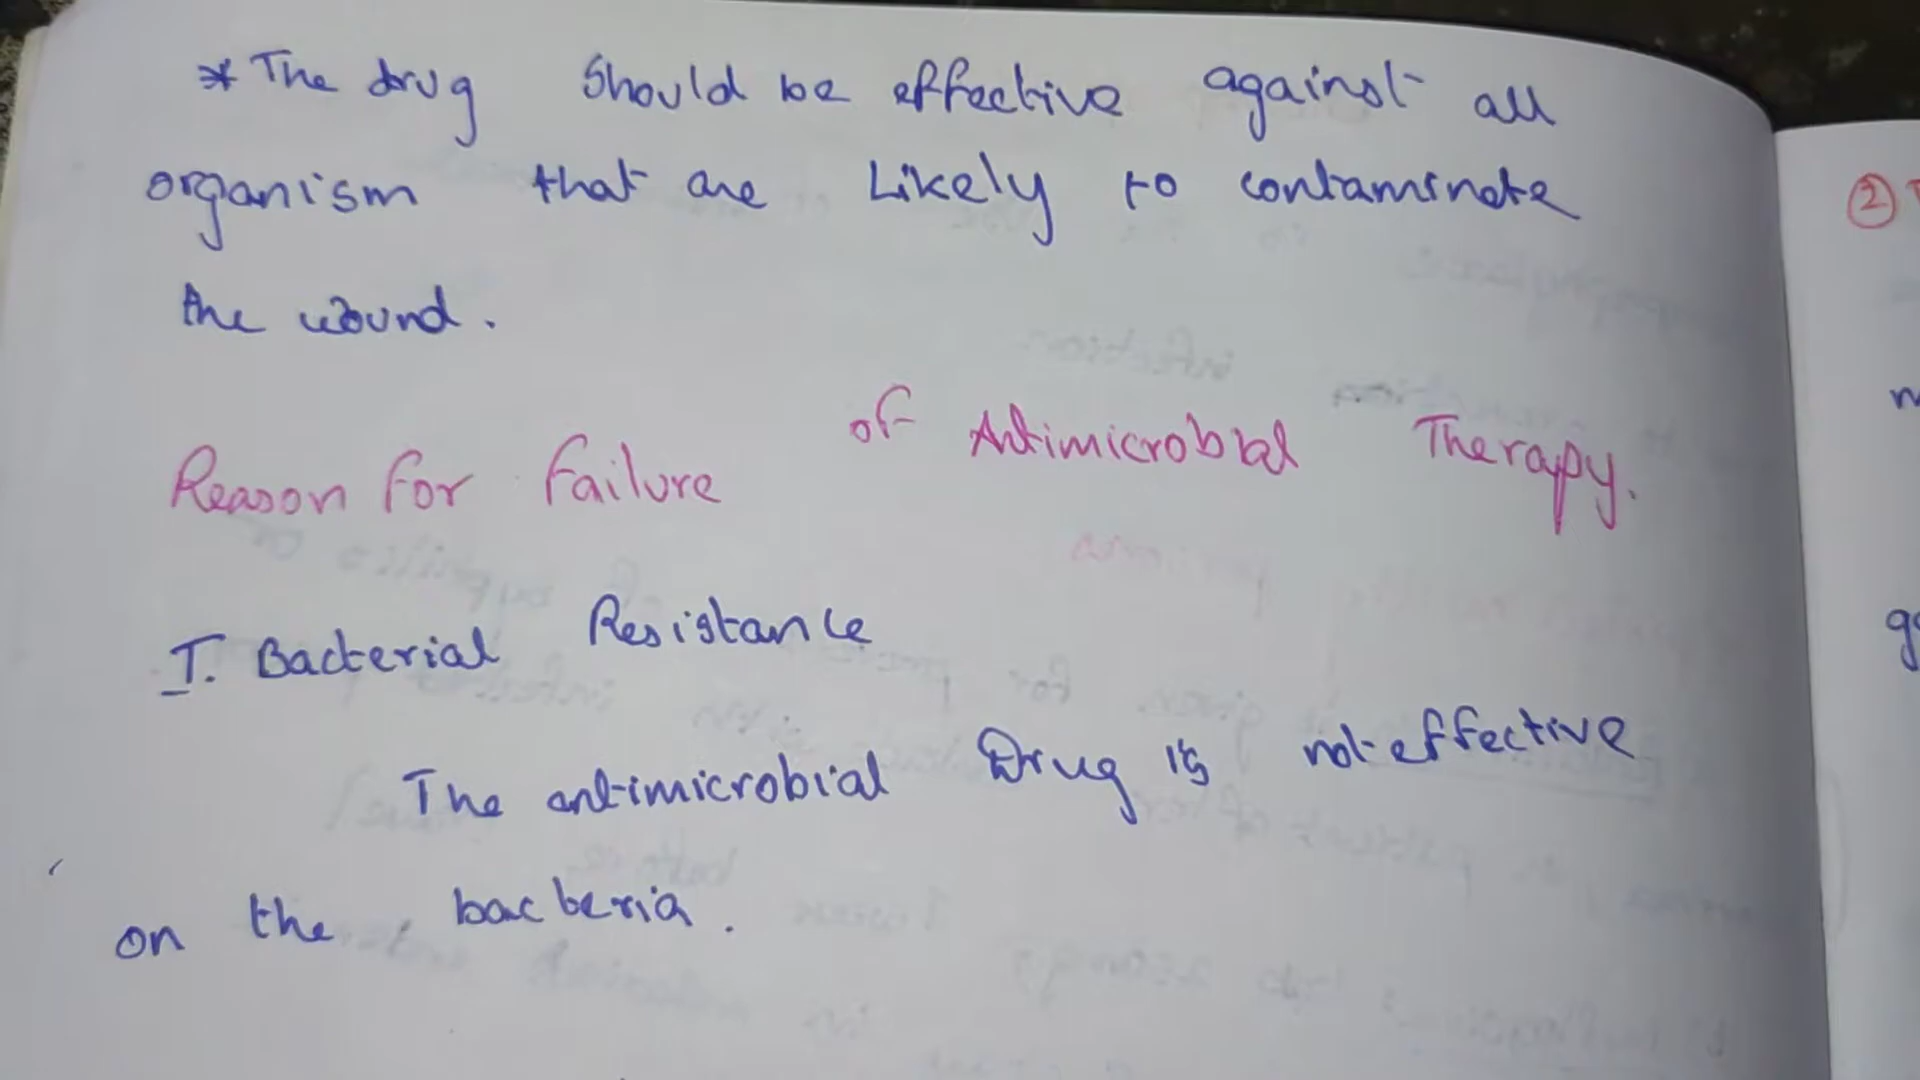 * The drug should be effective against all
organism that are Likely to contaminate
the wound.
Reason for Failure of Antimicrobial Therapy.
I. Bacterial Resistance
The antimicrobial Drug is not effective
on the bacteria.
②